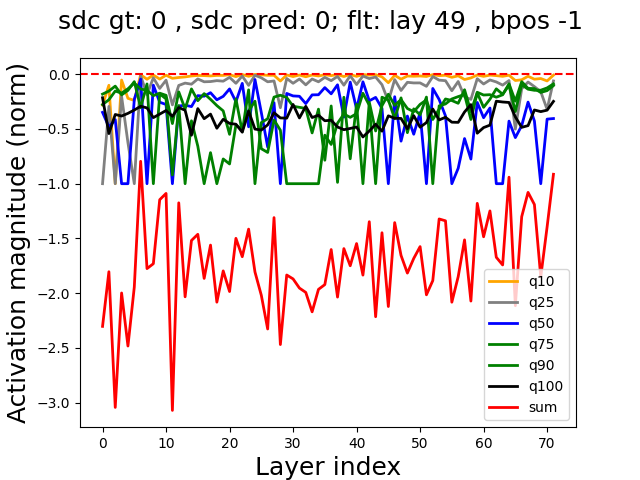 sdc gt: 0 , sdc pred: 0; flt: lay 49 , bpos -1
Activation magnitude (norm)
0.0
−0.5
−1.0
−1.5
−2.0
−2.5
−3.0
q10
q25
q50
q75
q90
q100
sum
0 10 20 30 40 50 60 70
Layer index